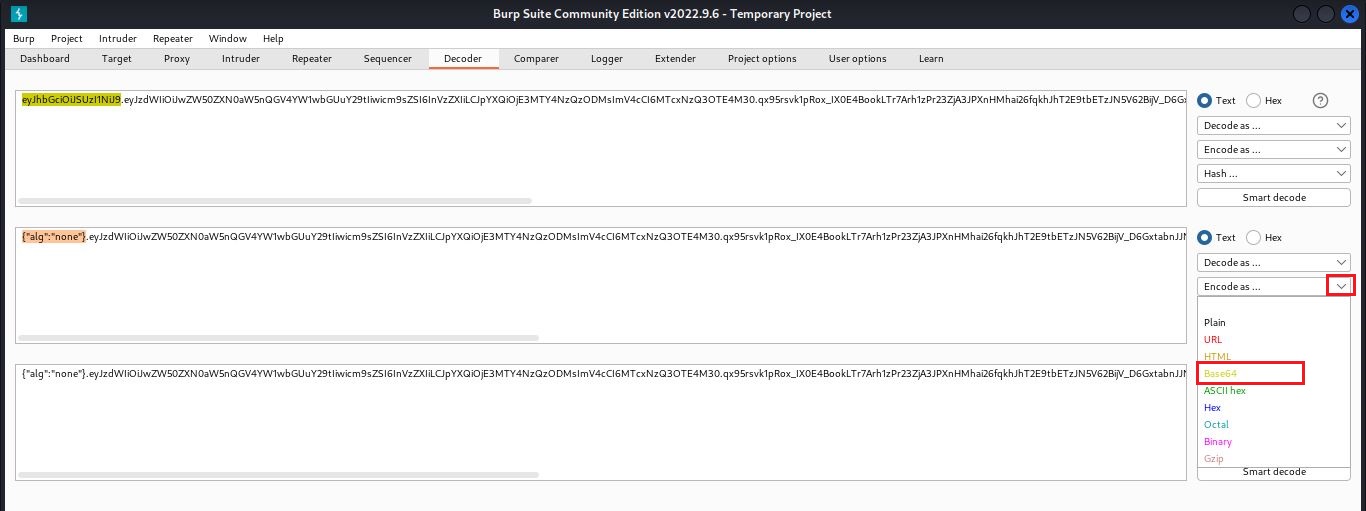 Burp Suite Community Edition v2022.9.6 - Temporary Project
Burp Project Intruder Repeater Window Help
Dashboard Target Proxy Intruder Repeater Sequencer Decoder Comparer Logger Extender Project options User options Learn
eyJhbGciOiJSUzI1NiJ9.eyJzdWIiOiJwZW50ZXN0aW5nQGV4YW1wbGUuY29tIiwicm9sZSI6InVzZXIiLCJpYXQiOjE3MTY4NzQzODMsImV4cCI6MTcxNzQ3OTE4M30.qx95rsvk1pRox_IX0E4BookLTr7Arh1zPr23ZjA3JPXnHMhai26fqkhJhT2E9tbETzJN5V62BijV_D6Gx
Text Hex ?
Decode as ...
Encode as ...
Hash ...
Smart decode
{"alg":"none"}.eyJzdWIiOiJwZW50ZXN0aW5nQGV4YW1wbGUuY29tIiwicm9sZSI6InVzZXIiLCJpYXQiOjE3MTY4NzQzODMsImV4cCI6MTcxNzQ3OTE4M30.qx95rsvk1pRox_IX0E4BookLTr7Arh1zPr23ZjA3JPXnHMhai26fqkhJhT2E9tbETzJN5V62BijV_D6GxtabnJJN
Text Hex
Decode as ...
Encode as ...
Plain
URL
HTML
Base64
ASCII hex
Hex
Octal
Binary
Gzip
{"alg":"none"}.eyJzdWIiOiJwZW50ZXN0aW5nQGV4YW1wbGUuY29tIiwicm9sZSI6InVzZXIiLCJpYXQiOjE3MTY4NzQzODMsImV4cCI6MTcxNzQ3OTE4M30.qx95rsvk1pRox_IX0E4BookLTr7Arh1zPr23ZjA3JPXnHMhai26fqkhJhT2E9tbETzJN5V62BijV_D6GxtabnJJN
Smart decode